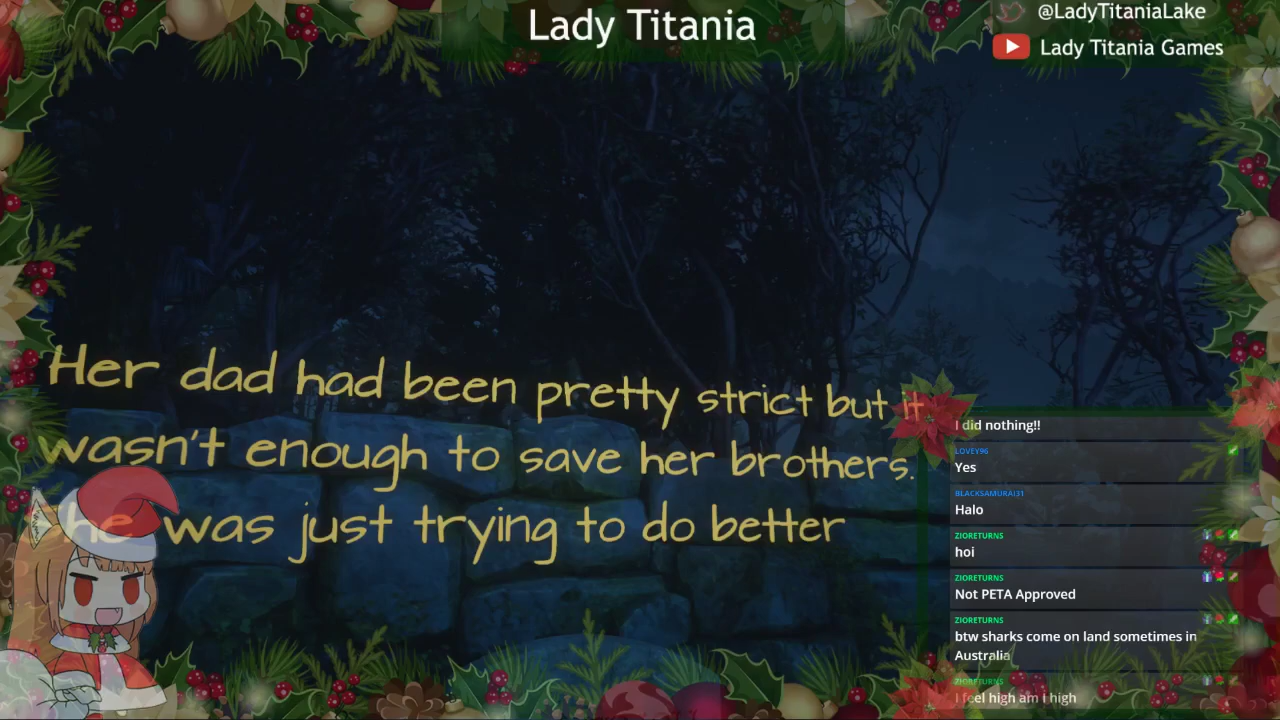 Lady Titania
@LadyTitaniaLake
Lady Titania Games
Her dad had been pretty strict but it
wasn't enough to save her brothers.
he was just trying to do better
I did nothing!!
LOVEY96
Yes
BLACKSAMURAI31
Halo
ZIORETURNS
hoi
ZIORETURNS
Not PETA Approved
ZIORETURNS
btw sharks come on land sometimes in
Australia
ZIORETURNS
I feel high am i high